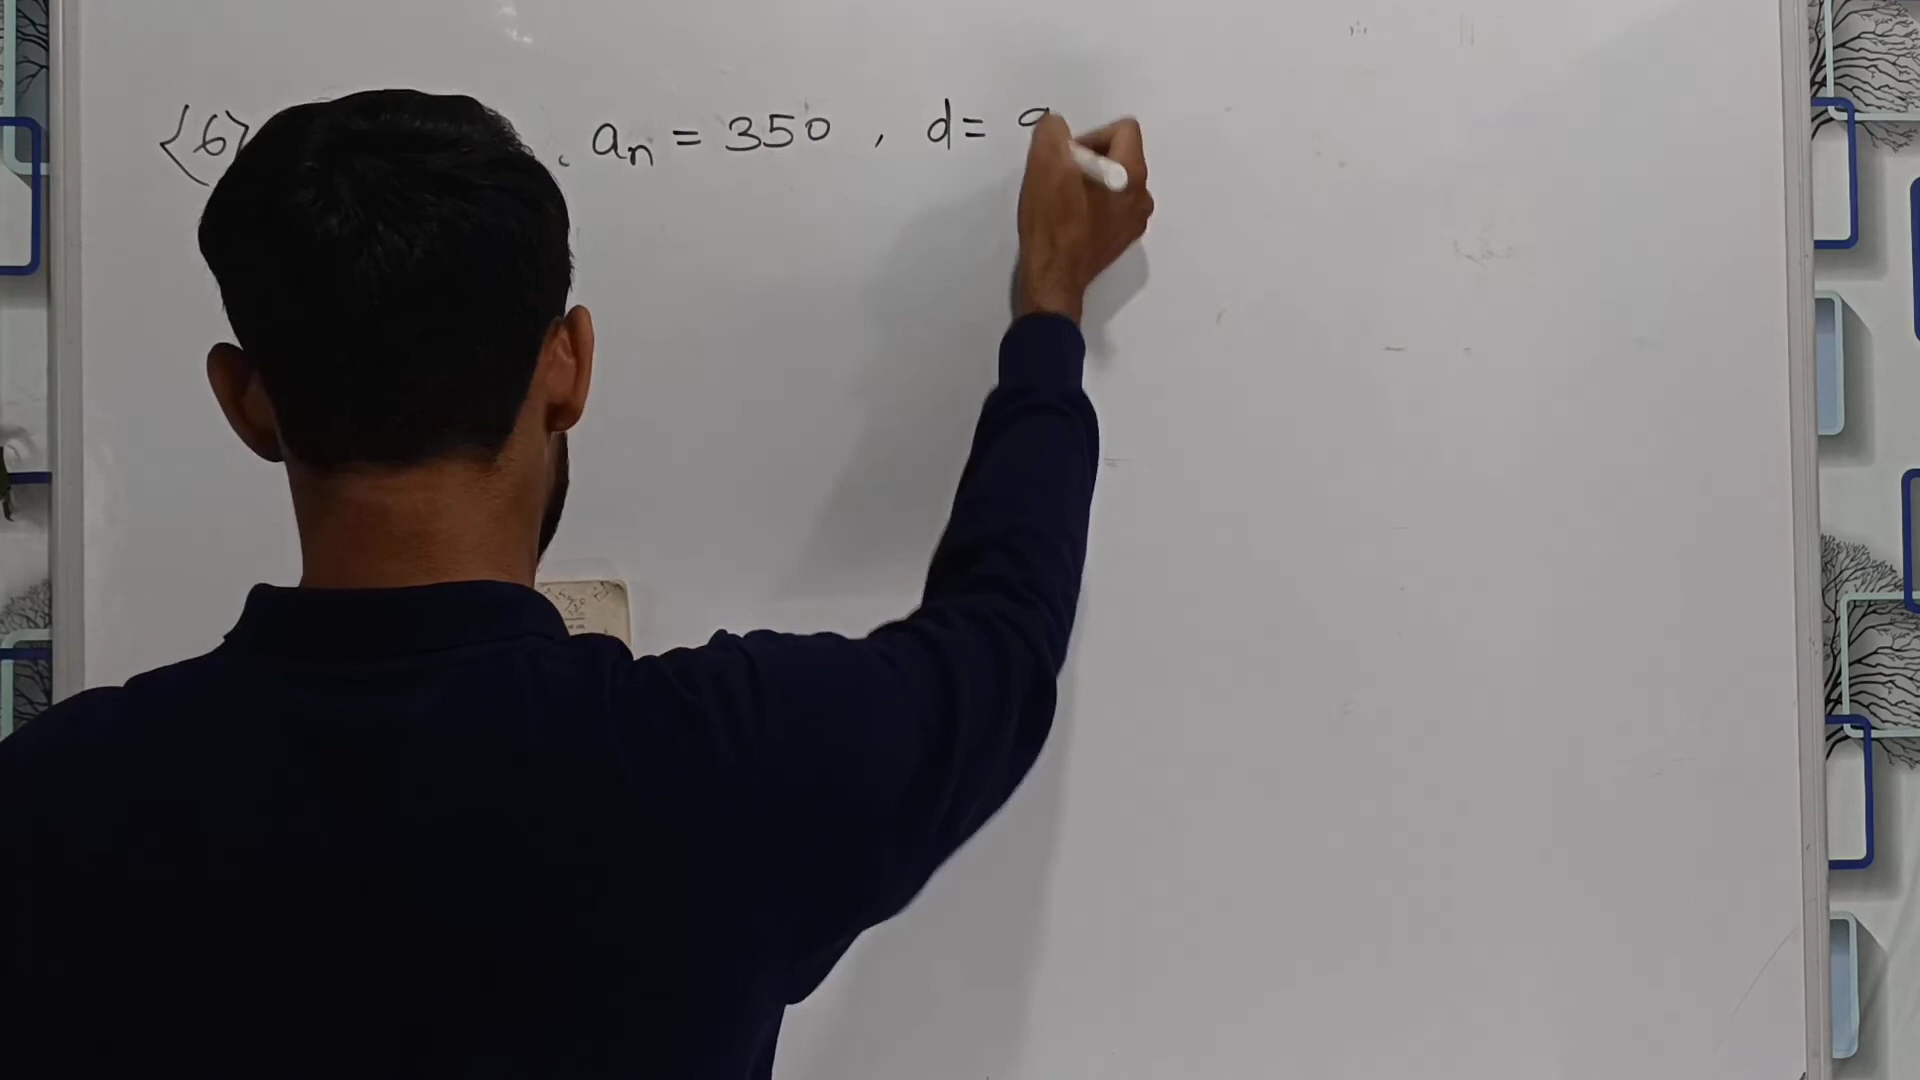 <6> aₙ = 350 , d = 9